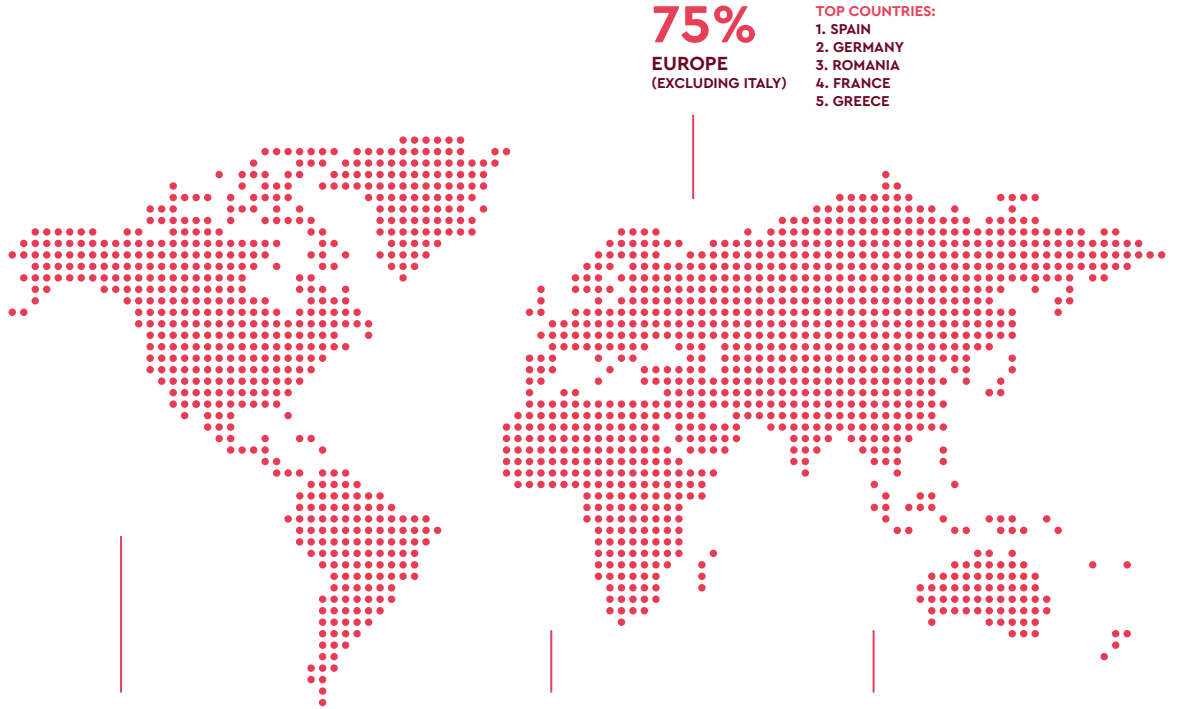 75%
EUROPE
(EXCLUDING ITALY)
TOP COUNTRIES:
1. SPAIN
2. GERMANY
3. ROMANIA
4. FRANCE
5. GREECE